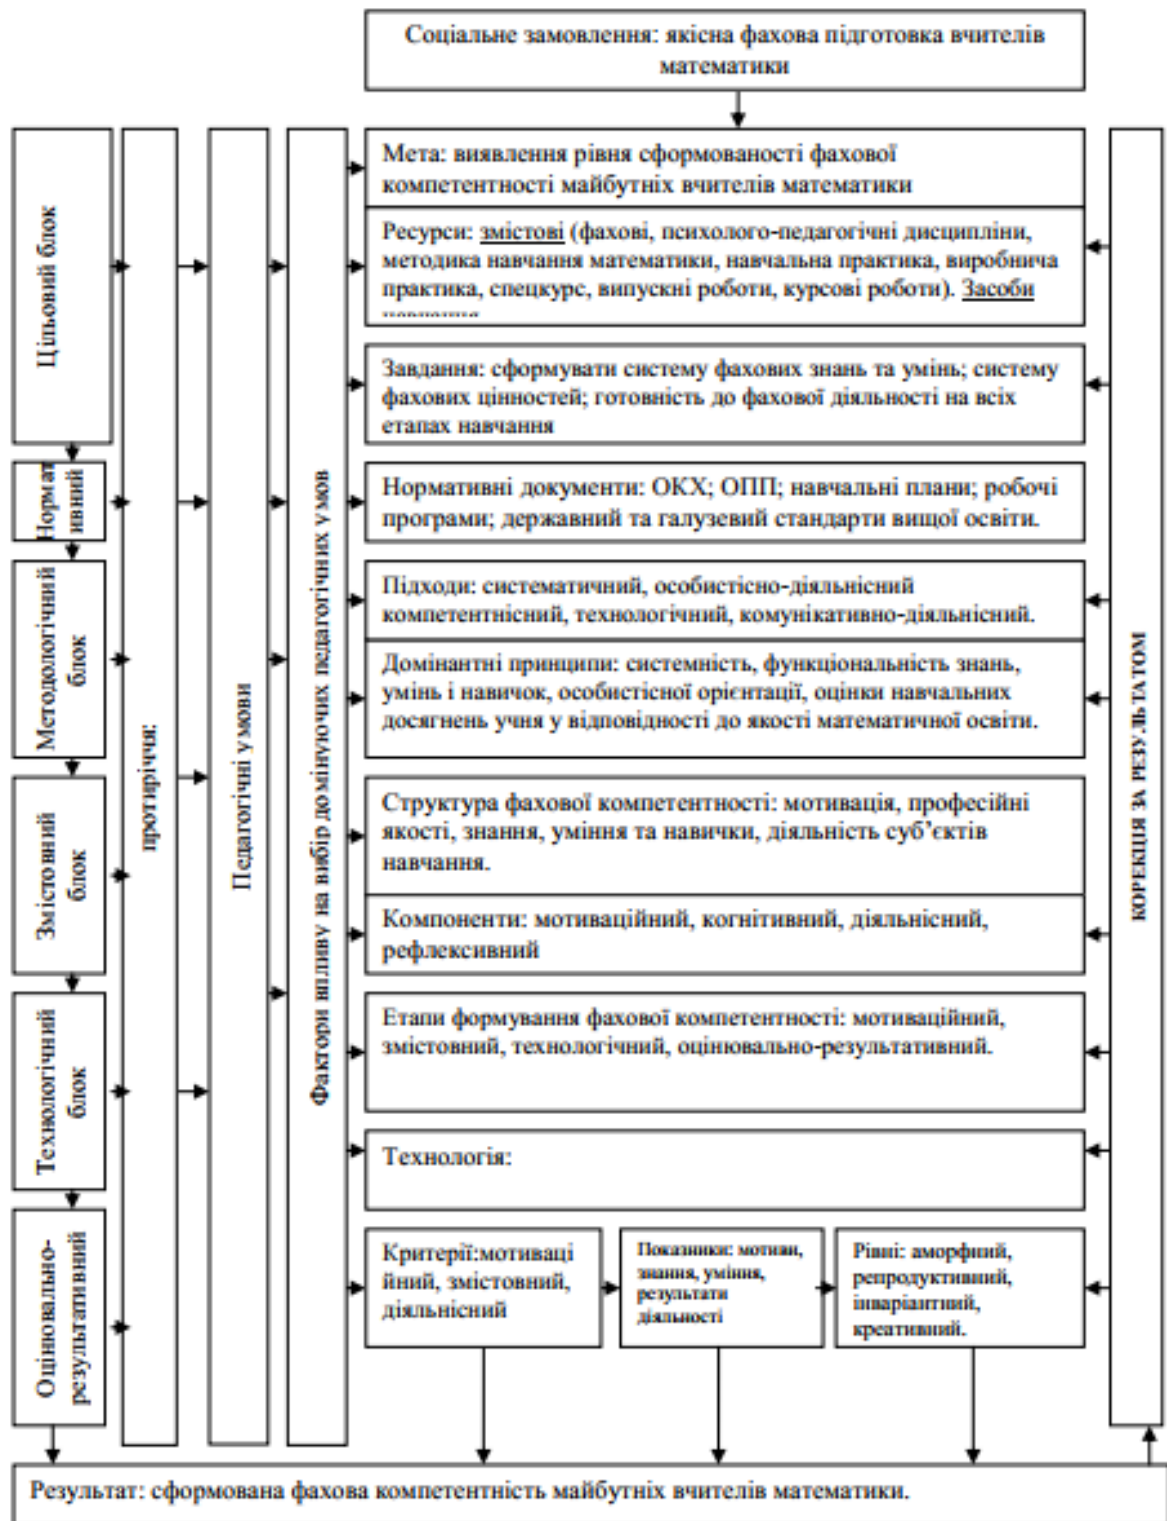 Соціальне замовлення: якісна фахова підготовка вчителів
математики
Цільовий блок
Нормат
ивний
Методологічний
блок
Змістовний
блок
Технологічний
блок
Оцінювально-
результативний
протиріччя:
Педагогічні умови
Фактори впливу на вибір домінуючих педагогічних умов
Мета: виявлення рівня сформованості фахової
компетентності майбутніх вчителів математики
Ресурси: змістові (фахові, психолого-педагогічні дисципліни,
методика навчання математики, навчальна практика, виробнича
практика, спецкурс, випускні роботи, курсові роботи). Засоби
Завдання: сформувати систему фахових знань та умінь; систему
фахових цінностей; готовність до фахової діяльності на всіх
етапах навчання
Нормативні документи: ОКХ; ОПП; навчальні плани; робочі
програми; державний та галузевий стандарти вищої освіти.
Підходи: систематичний, особистісно-діяльнісний
компетентнісний, технологічний, комунікативно-діяльнісний.
Домінантні принципи: системність, функціональність знань,
умінь і навичок, особистісної орієнтації, оцінки навчальних
досягнень учня у відповідності до якості математичної освіти.
Структура фахової компетентності: мотивація, професійні
якості, знання, уміння та навички, діяльність суб’єктів
навчання.
Компоненти: мотиваційний, когнітивний, діяльнісний,
рефлексивний
Етапи формування фахової компетентності: мотиваційний,
змістовний, технологічний, оцінювально-результативний.
Технологія:
Критерії:мотиваці
йний, змістовний,
діяльнісний
Показники: мотиви,
знання, уміння,
результати
діяльності
Рівні: аморфний,
репродуктивний,
інваріантний,
креативний.
КОРЕКЦІЯ ЗА РЕЗУЛЬТАТОМ
Результат: сформована фахова компетентність майбутніх вчителів математики.